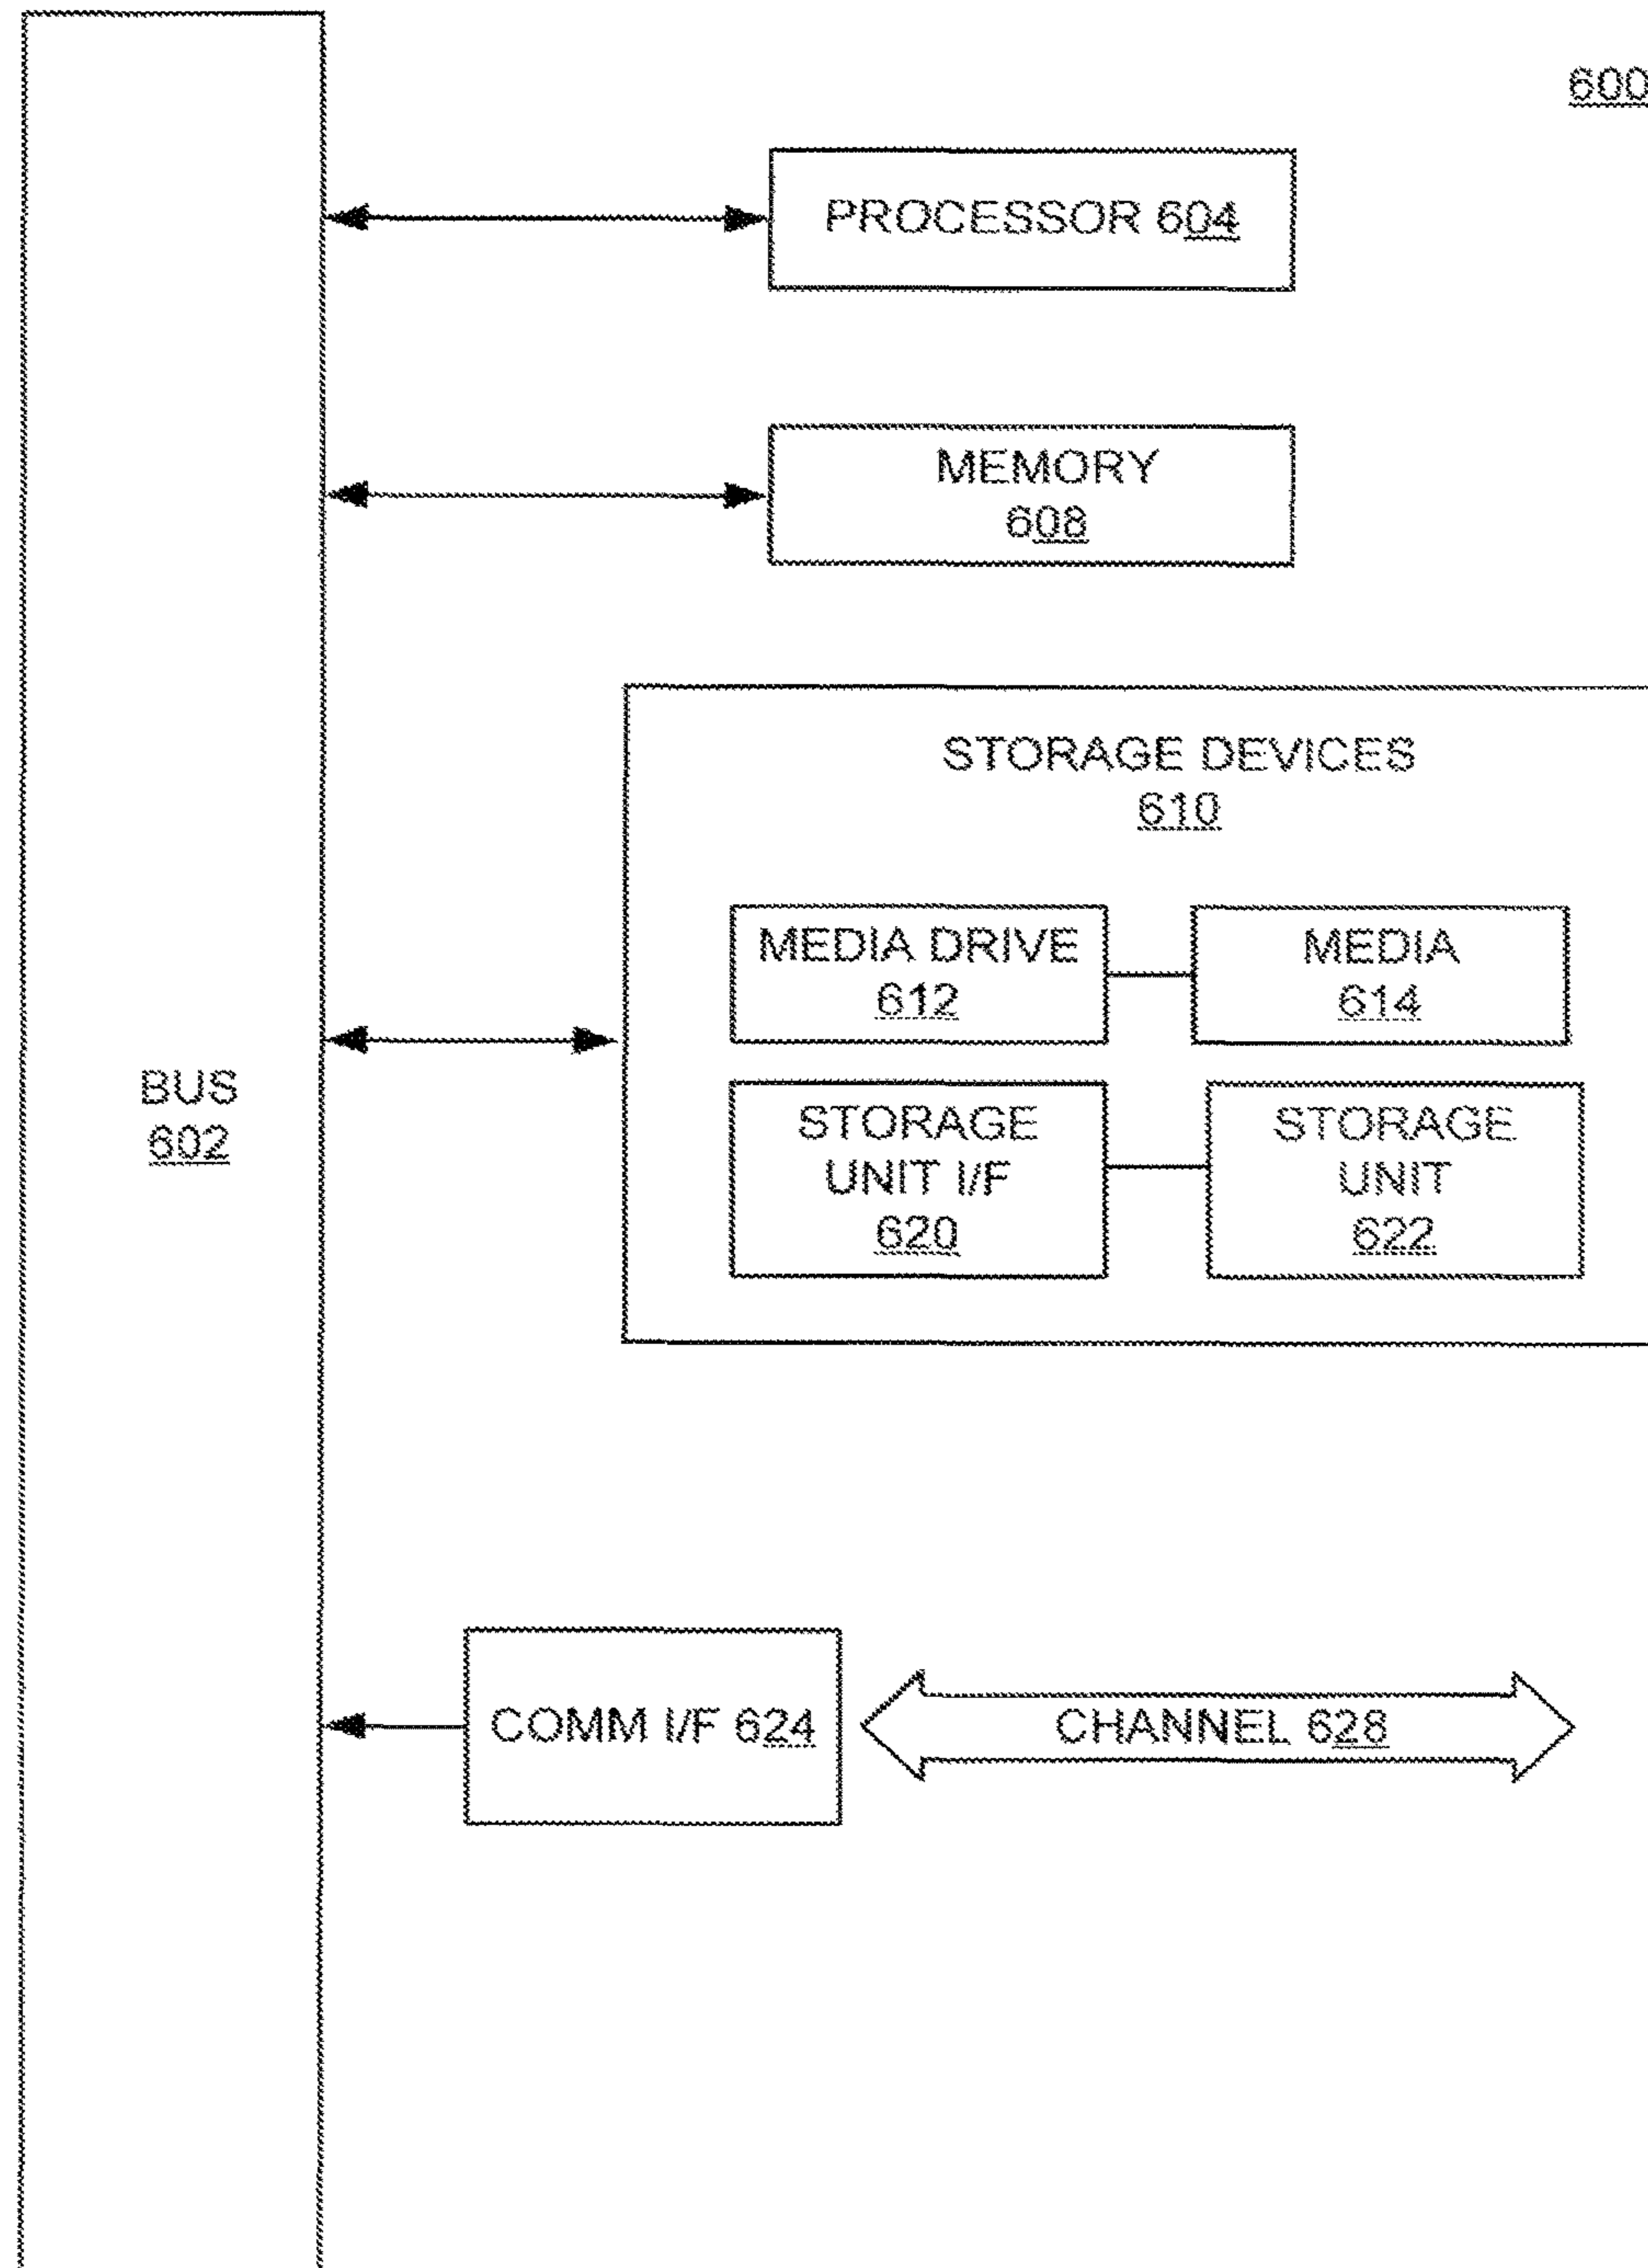 600
PROCESSOR 604
MEMORY
608
STORAGE DEVICES
610
MEDIA DRIVE
612
MEDIA
614
STORAGE
UNIT I/F
620
STORAGE
UNIT
622
BUS
602
COMM I/F 624
CHANNEL 628